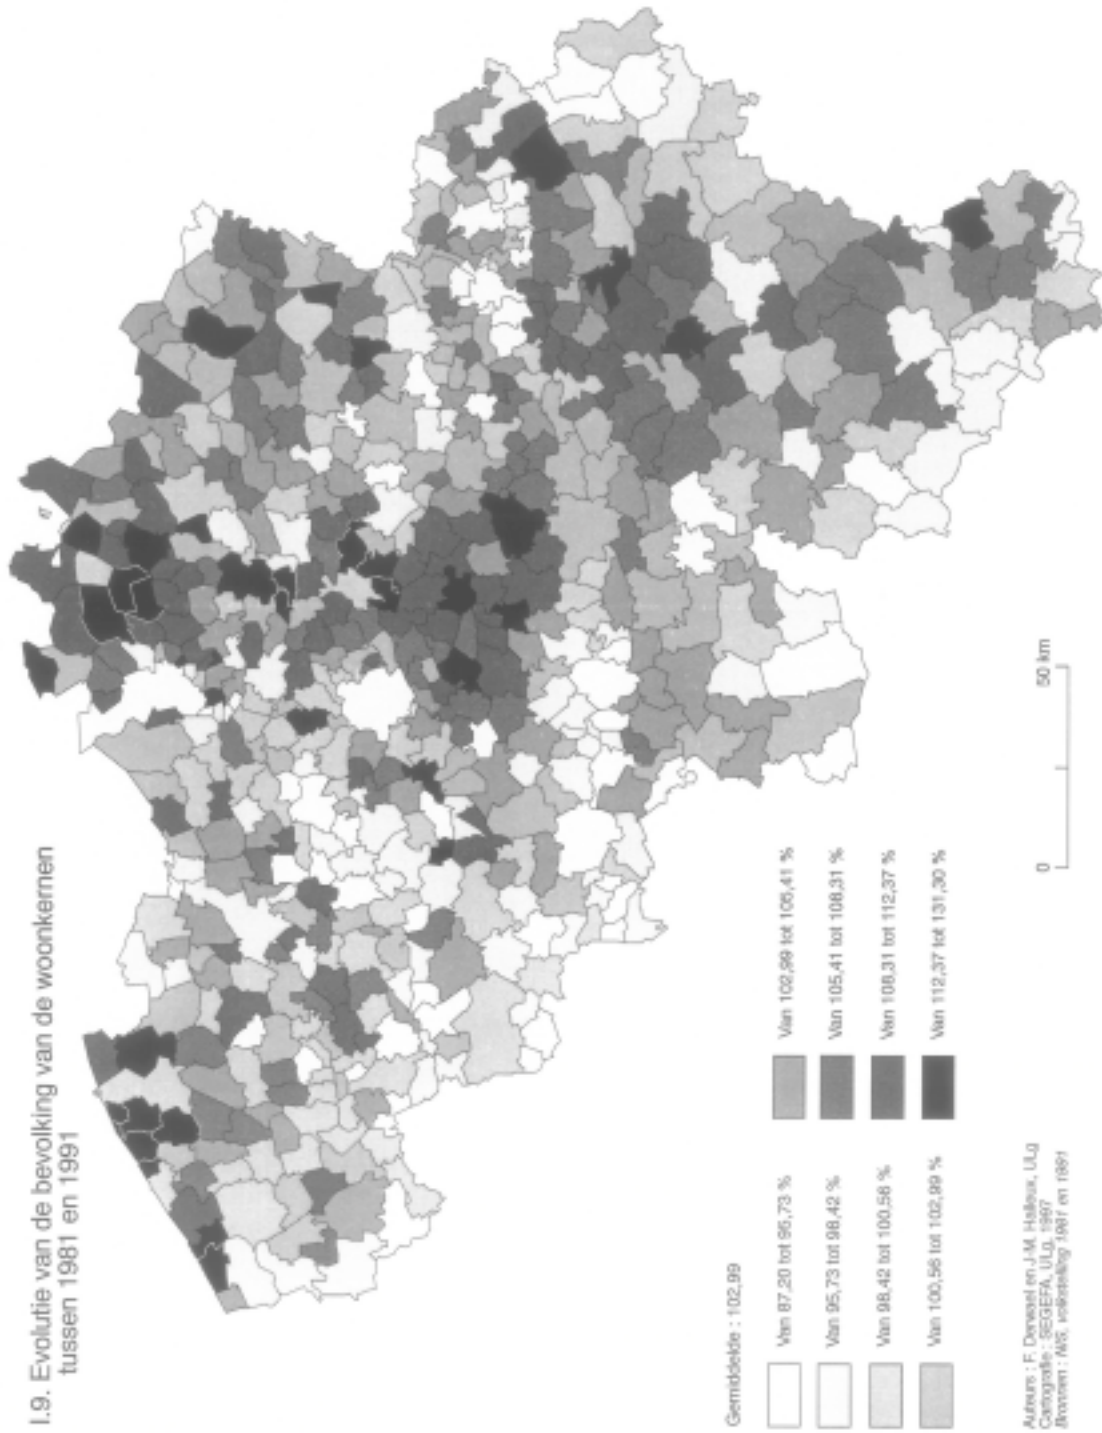 I.9. Evolutie van de bevolking van de woonkernen
tussen 1981 en 1991
Gemiddelde : 102,99
Van 87,20 tot 95,73 %
Van 95,73 tot 98,42 %
Van 98,42 tot 100,56 %
Van 100,56 tot 102,99 %
Van 102,99 tot 105,41 %
Van 105,41 tot 108,31 %
Van 108,31 tot 112,37 %
Van 112,37 tot 131,30 %
Auteurs : F. Derwael en J-M. Halleux, ULg
Cartografie : SEGEFA, ULg, 1997
Bronnen : NIS, volkstelling 1981 en 1991
0
50 km